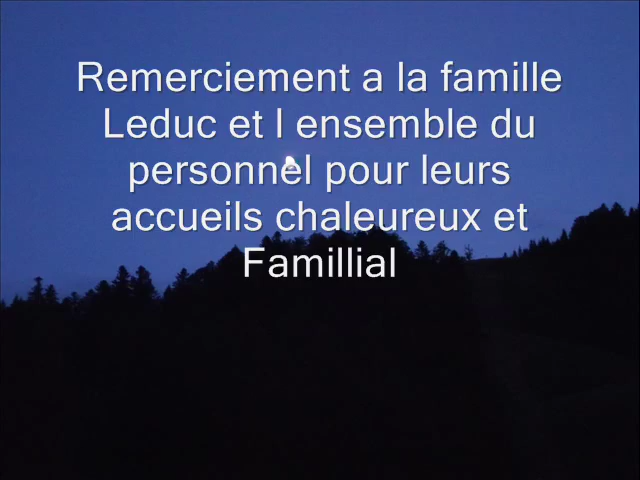 Remerciement a la famille
Leduc et l ensemble du
personnel pour leurs
accueils chaleureux et
Famillial